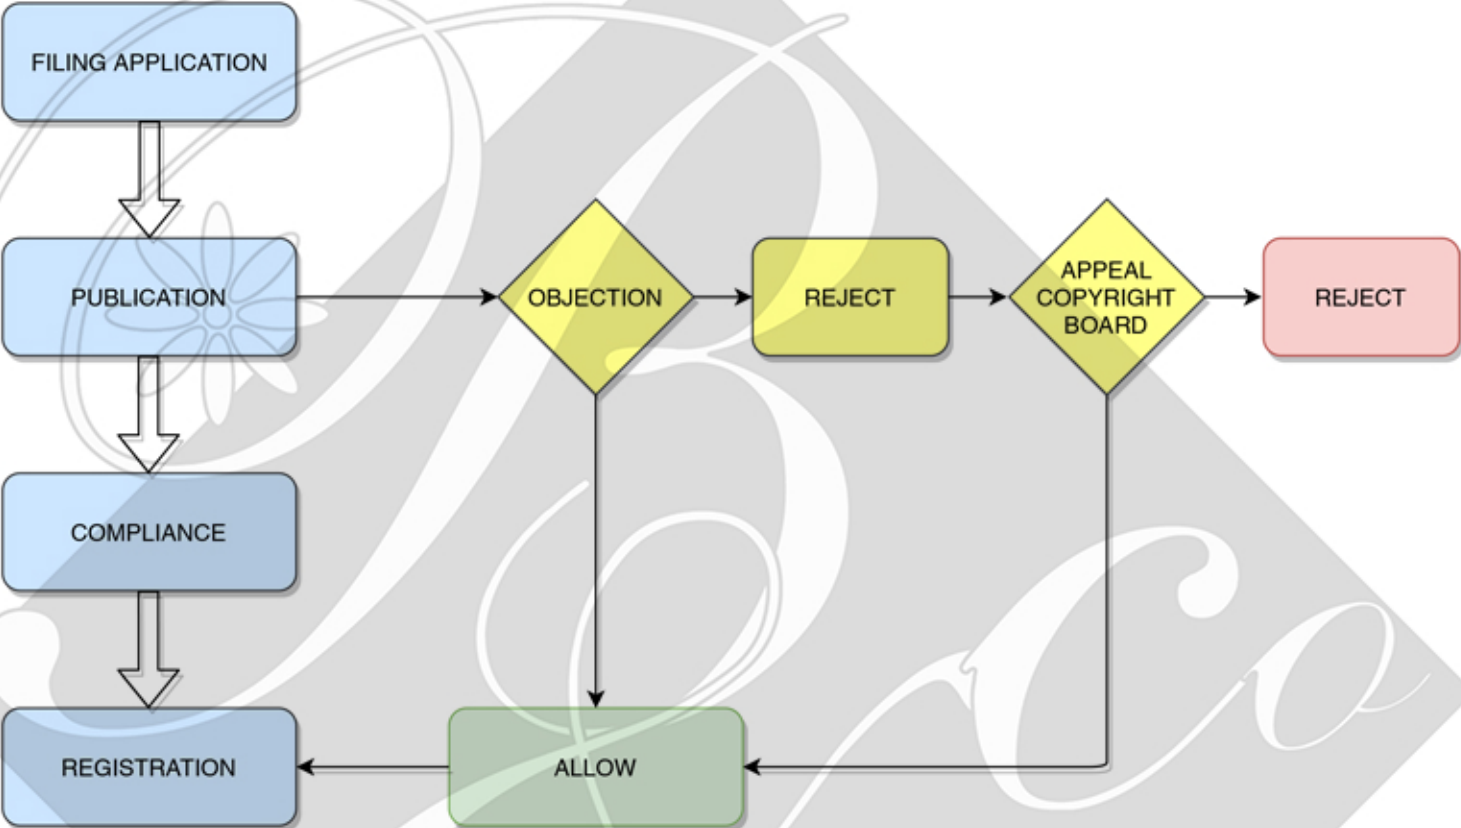 FILING APPLICATION
PUBLICATION
OBJECTION
REJECT
APPEAL
COPYRIGHT
BOARD
REJECT
COMPLIANCE
REGISTRATION
ALLOW